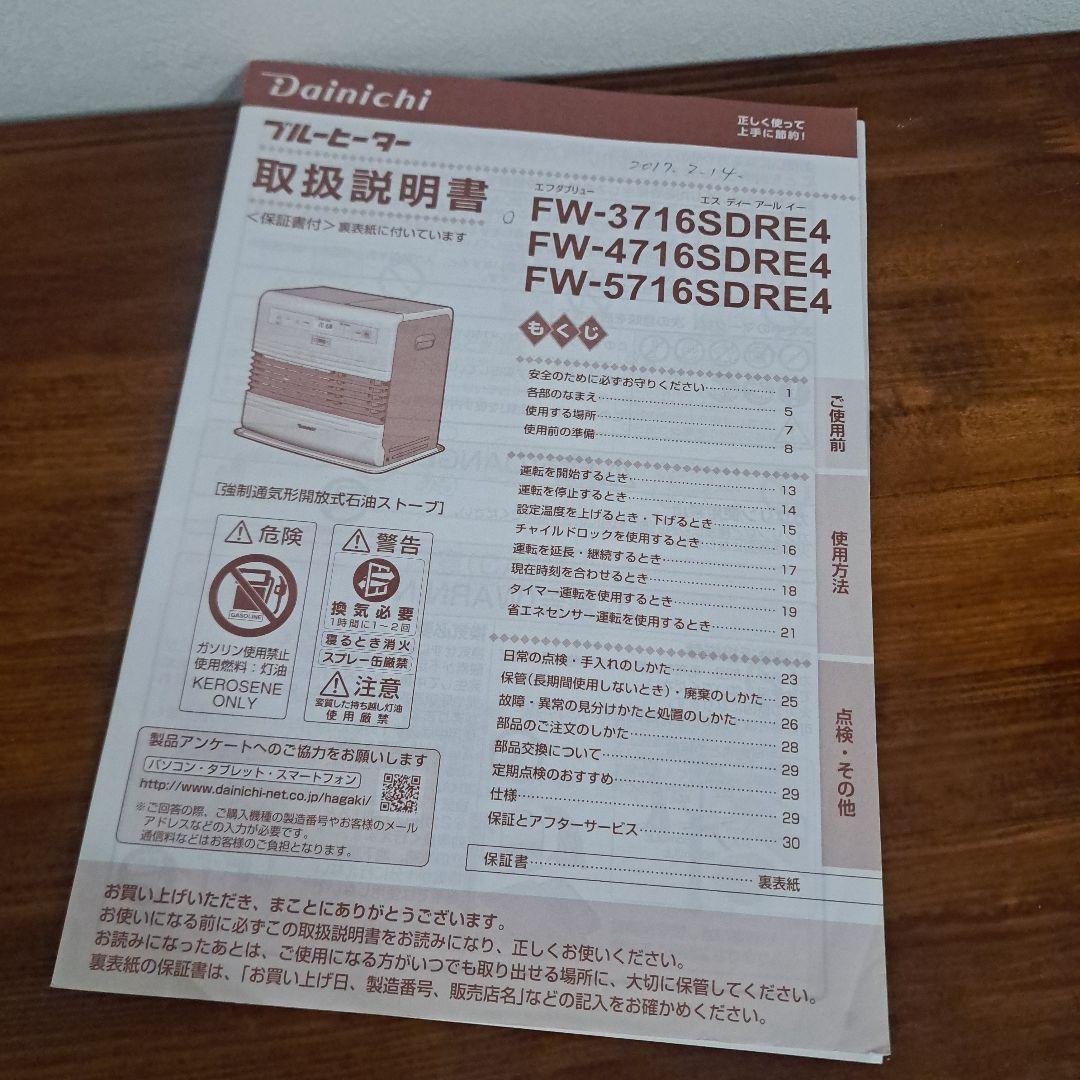 Dainichi
正しく使って
上手に節約!
ブルーヒーター
取扱説明書
<保証書付>裏表紙に付いています
2017.2.14-
エフダブリュー
エス ディー アール イー
FW-3716SDRE4
FW-4716SDRE4
FW-5716SDRE4
もくじ
安全のために必ずお守りください 1
各部のなまえ 5
使用する場所 7
使用前の準備 8
ご使用前
運転を開始するとき 13
運転を停止するとき 14
設定温度を上げるとき・下げるとき 15
チャイルドロックを使用するとき 16
運転を延長・継続するとき 17
現在時刻を合わせるとき 18
タイマー運転を使用するとき 19
省エネセンサー運転を使用するとき 21
使用方法
日常の点検・手入れのしかた 23
保管(長期間使用しないとき)・廃棄のしかた 25
故障・異常の見分けかたと処置のしかた 26
部品のご注文のしかた 28
部品交換について 29
定期点検のおすすめ 29
仕様 29
保証とアフターサービス 30
点検・その他
保証書 裏表紙
[強制通気形開放式石油ストーブ]
危険
GASOLINE
ガソリン使用禁止
使用燃料:灯油
KEROSENE
ONLY
警告
換気必要
1時間に1〜2回
寝るとき消火
スプレー缶厳禁
注意
変質した持ち越し灯油
使用厳禁
製品アンケートへのご協力をお願いします
パソコン・タブレット・スマートフォン
http://www.dainichi-net.co.jp/hagaki/
※ご回答の際、ご購入機種の製造番号やお客様のメール
アドレスなどの入力が必要です。
通信料などはお客様のご負担となります。
お買い上げいただき、まことにありがとうございます。
お使いになる前に必ずこの取扱説明書をお読みになり、正しくお使いください。
お読みになったあとは、ご使用になる方がいつでも取り出せる場所に、大切に保管してください。
裏表紙の保証書は、「お買い上げ日、製造番号、販売店名」などの記入をお確かめください。